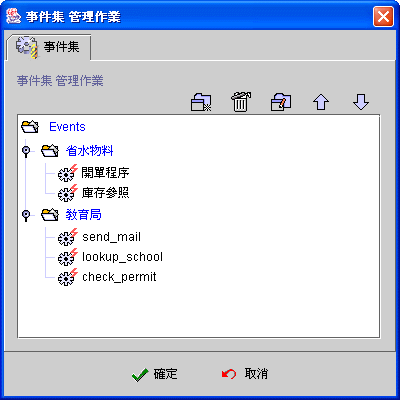 事件集 管理作業
事件集
事件集 管理作業
Events
省水物料
開單程序
庫存參照
教育局
send_mail
lookup_school
check_permit
確定 取消